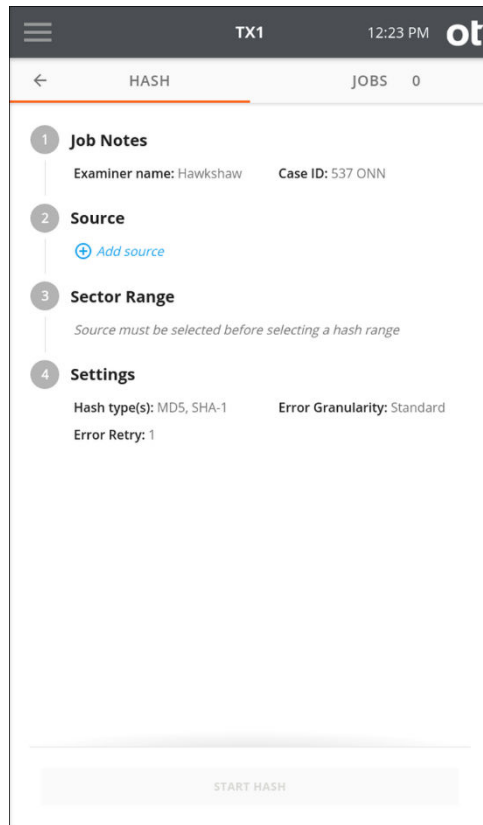 TX1 12:23 PM ot
← HASH JOBS 0
1 Job Notes
Examiner name: Hawkshaw Case ID: 537 ONN
2 Source
Add source
3 Sector Range
Source must be selected before selecting a hash range
4 Settings
Hash type(s): MD5, SHA-1 Error Granularity: Standard
Error Retry: 1
START HASH